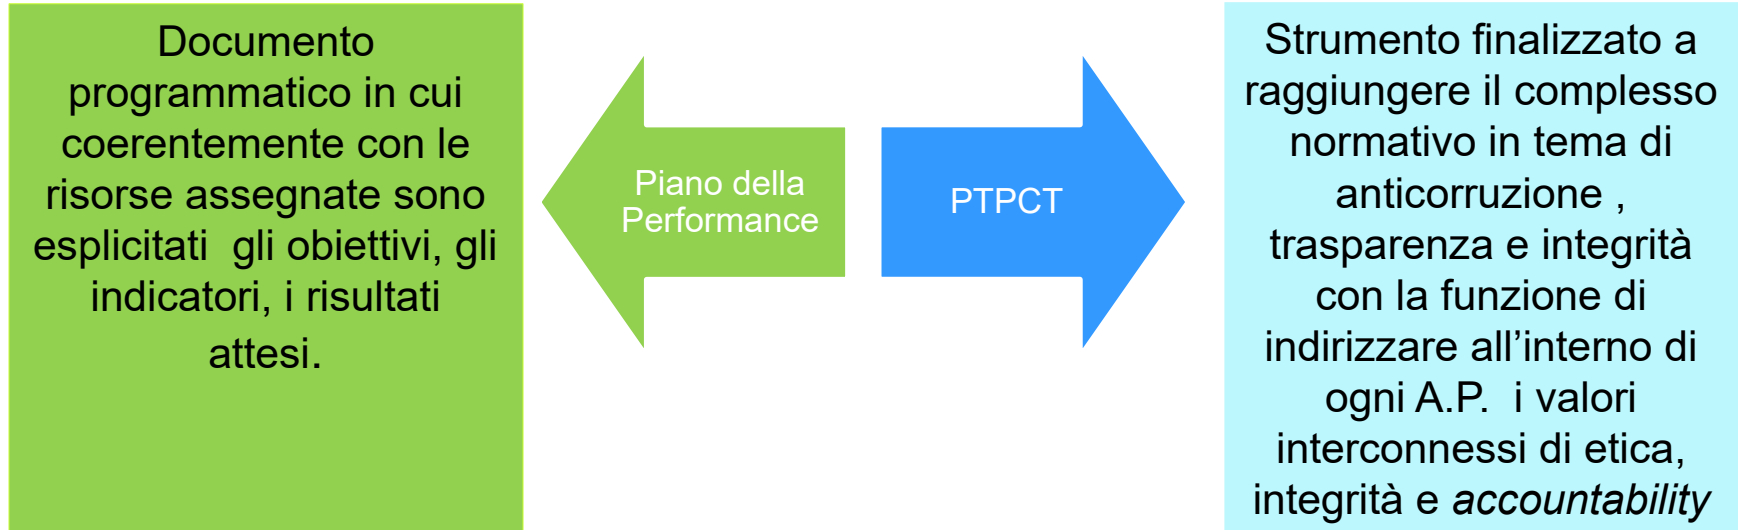 Documento
programmatico in cui
coerentemente con le
risorse assegnate sono
esplicitati gli obiettivi, gli
indicatori, i risultati
attesi.
Piano della
Performance
PTPCT
Strumento finalizzato a
raggiungere il complesso
normativo in tema di
anticorruzione ,
trasparenza e integrità
con la funzione di
indirizzare all’interno di
ogni A.P. i valori
interconnessi di etica,
integrità e accountability